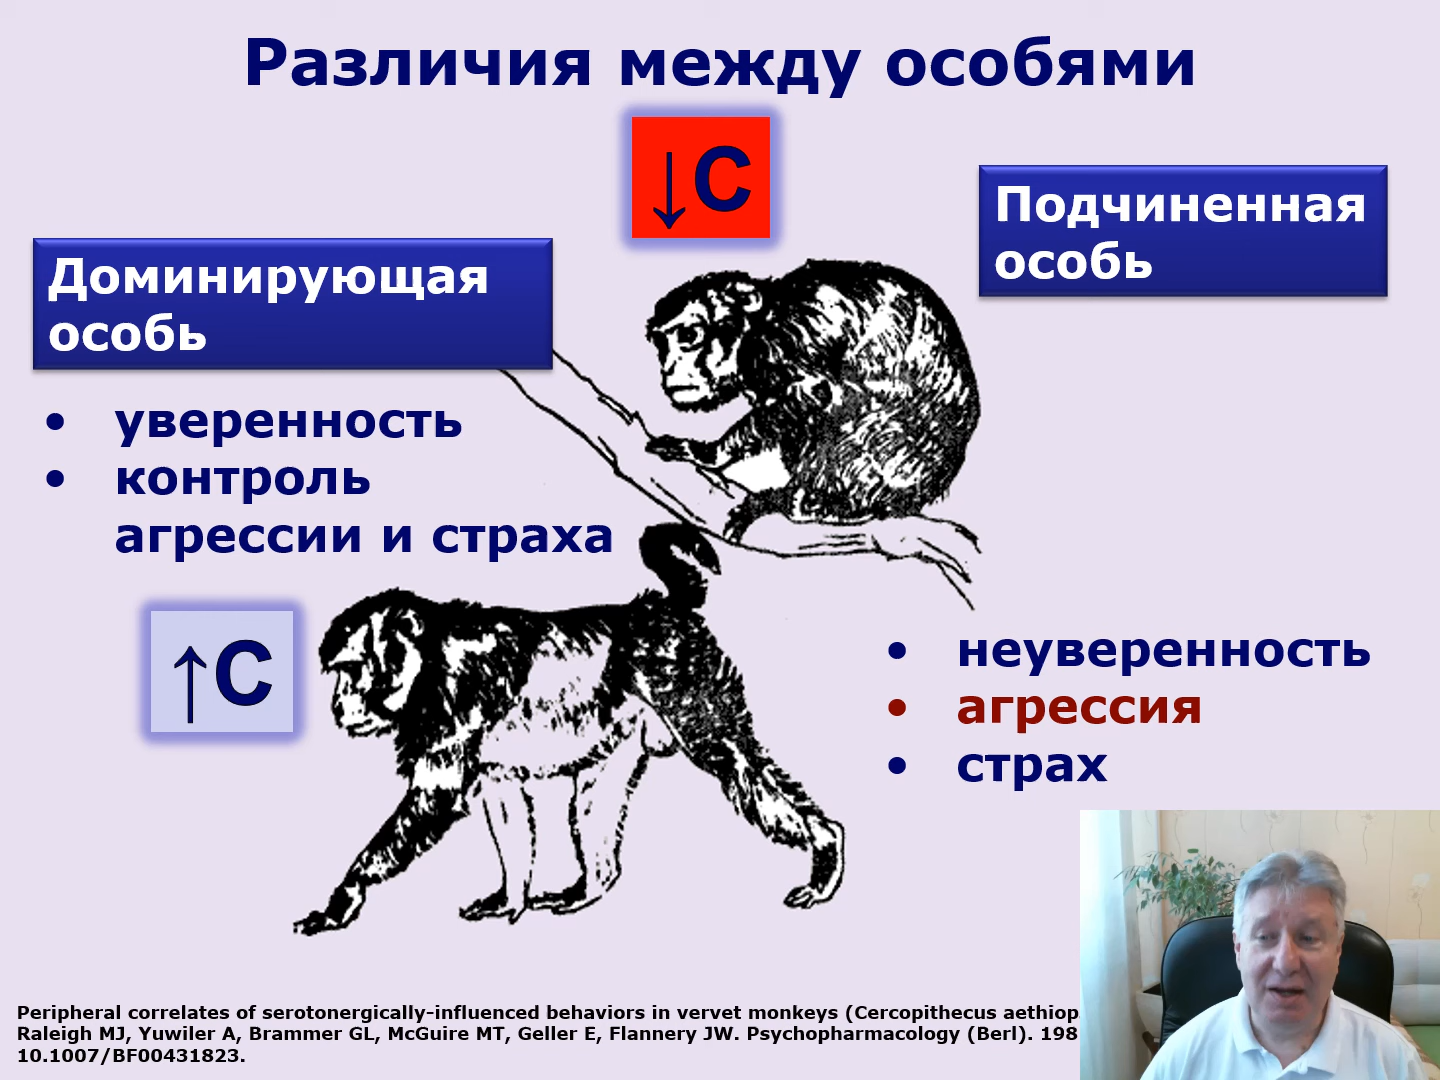 Различия между особями
↓С
Подчиненная
особь
Доминирующая
особь
• уверенность
• контроль
агрессии и страха
↑С
• неуверенность
• агрессия
• страх
Peripheral correlates of serotonergically-influenced behaviors in vervet monkeys (Cercopithecus
Raleigh MJ, Yuwiler A, Brammer GL, McGuire MT, Geller E, Flannery JW. Psychopharmacology (Berl).
10.1007/BF00431823.